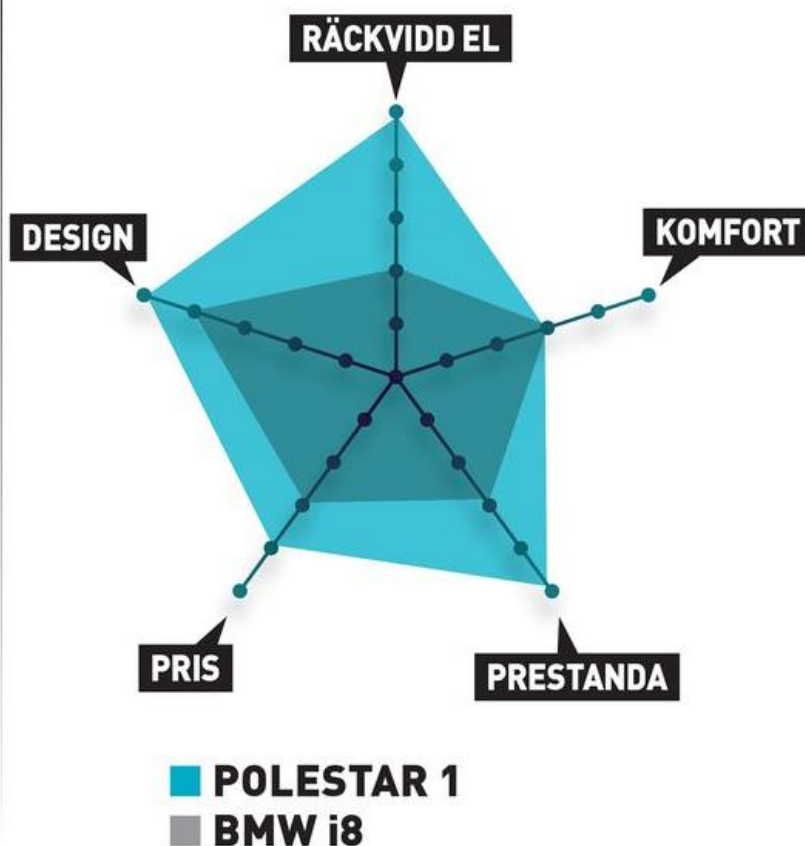 RÄCKVIDD EL
DESIGN
KOMFORT
PRIS
PRESTANDA
POLESTAR 1
BMW i8